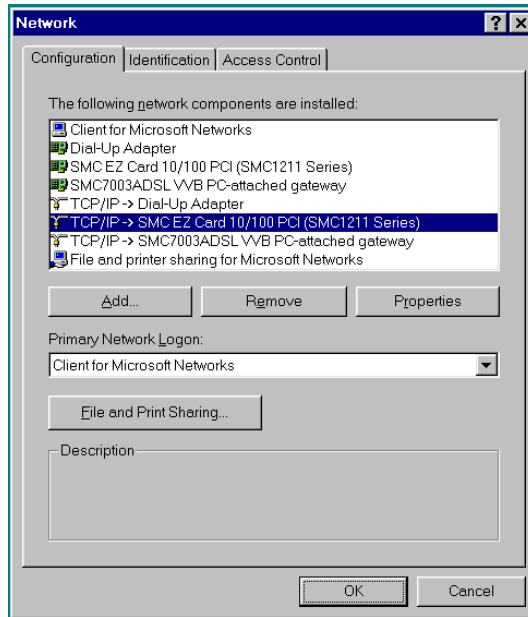 Network
Configuration Identification Access Control
The following network components are installed:
Client for Microsoft Networks
Dial-Up Adapter
SMC EZ Card 10/100 PCI (SMC1211 Series)
SMC7003ADSL VVB PC-attached gateway
TCP/IP -> Dial-Up Adapter
TCP/IP -> SMC EZ Card 10/100 PCI (SMC1211 Series)
TCP/IP -> SMC7003ADSL VVB PC-attached gateway
File and printer sharing for Microsoft Networks
Add... Remove Properties
Primary Network Logon:
Client for Microsoft Networks
File and Print Sharing...
Description
OK Cancel